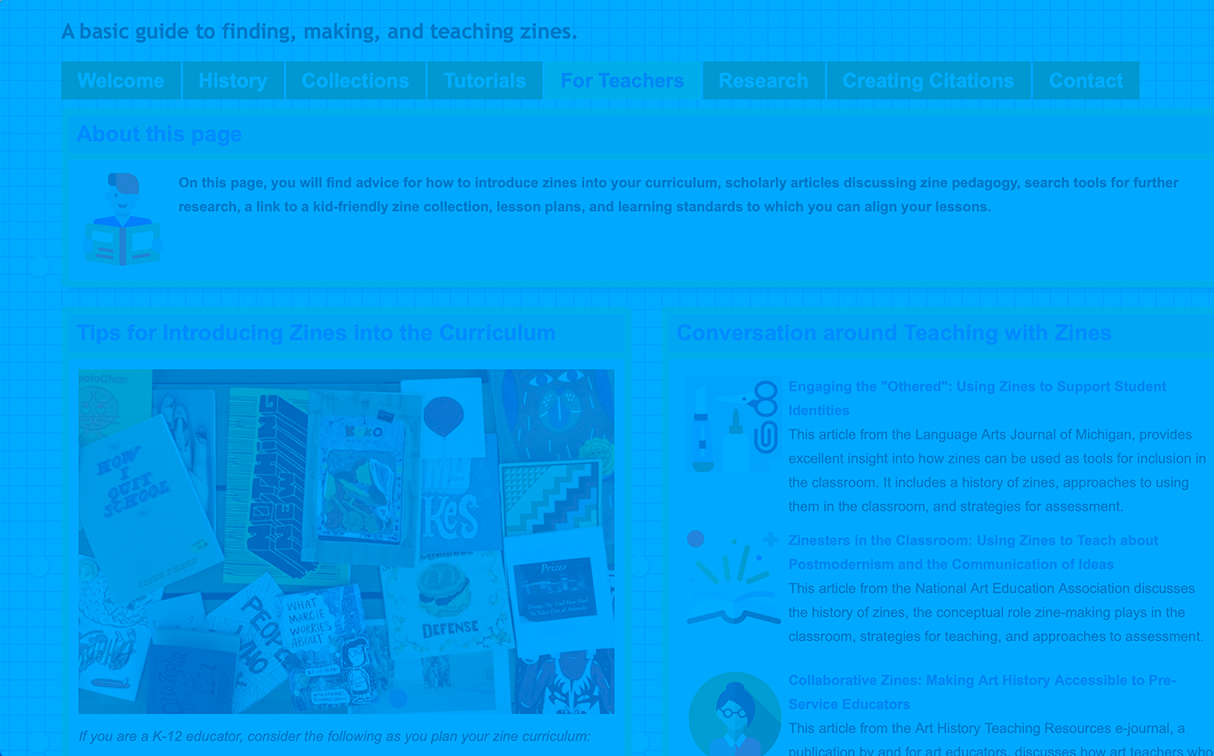 A basic guide to finding, making, and teaching zines.
Welcome History Collections Tutorials For Teachers Research Creating Citations Contact
About this page
On this page, you will find advice for how to introduce zines into your curriculum, scholarly articles discussing zine pedagogy, search tools for further
research, a link to a kid-friendly zine collection, lesson plans, and learning standards to which you can align your lessons.
Tips for Introducing Zines into the Curriculum
HOW
I
QUIT
SCHOOL
NOTHING
NEW
KOKO
DEFENSE
Prizes
PEOPLE
WHO
WHAT
MARGIE
WORRIES
ABOUT
If you are a K-12 educator, consider the following as you plan your zine curriculum:
Conversation around Teaching with Zines
Engaging the "Othered": Using Zines to Support Student
Identities
This article from the Language Arts Journal of Michigan, provides
excellent insight into how zines can be used as tools for inclusion in
the classroom. It includes a history of zines, approaches to using
them in the classroom, and strategies for assessment.
Zinesters in the Classroom: Using Zines to Teach about
Postmodernism and the Communication of Ideas
This article from the National Art Education Association discusses
the history of zines, the conceptual role zine-making plays in the
classroom, strategies for teaching, and approaches to assessment.
Collaborative Zines: Making Art History Accessible to Pre-
Service Educators
This article from the Art History Teaching Resources e-journal, a
publication by and for art educators, discusses how art teachers who